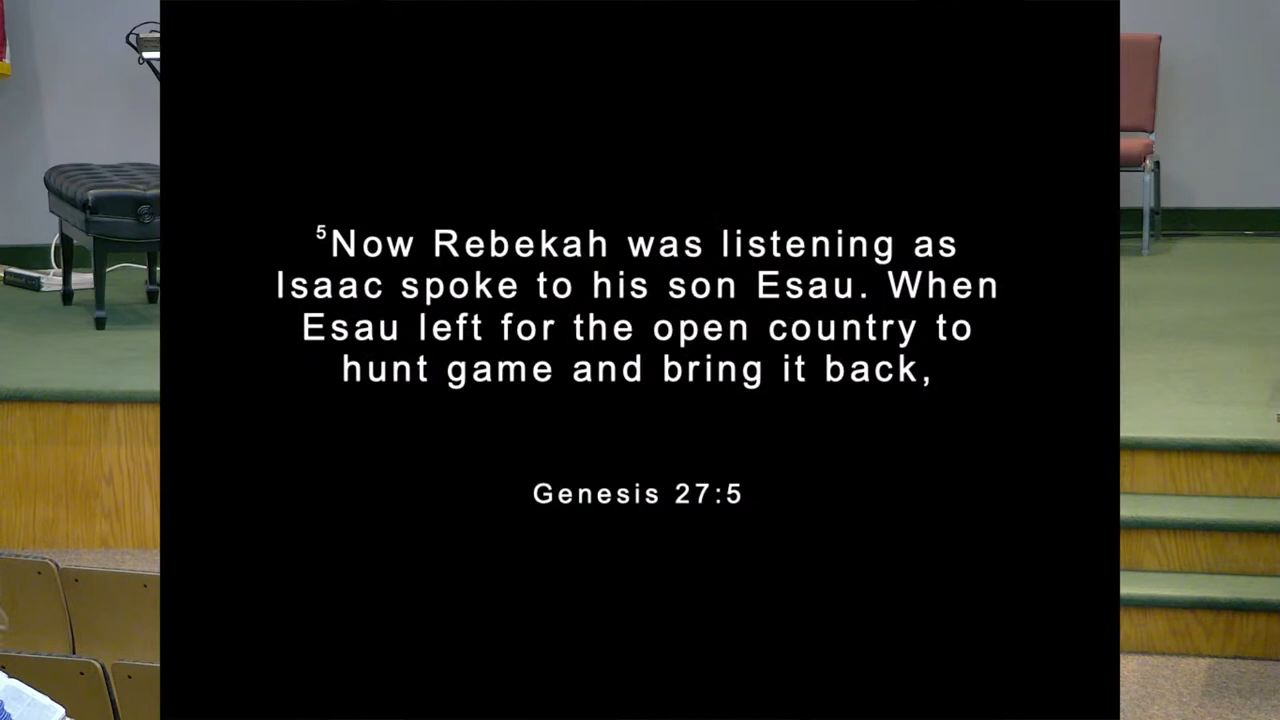 ⁵Now Rebekah was listening as
Isaac spoke to his son Esau. When
Esau left for the open country to
hunt game and bring it back,
Genesis 27:5